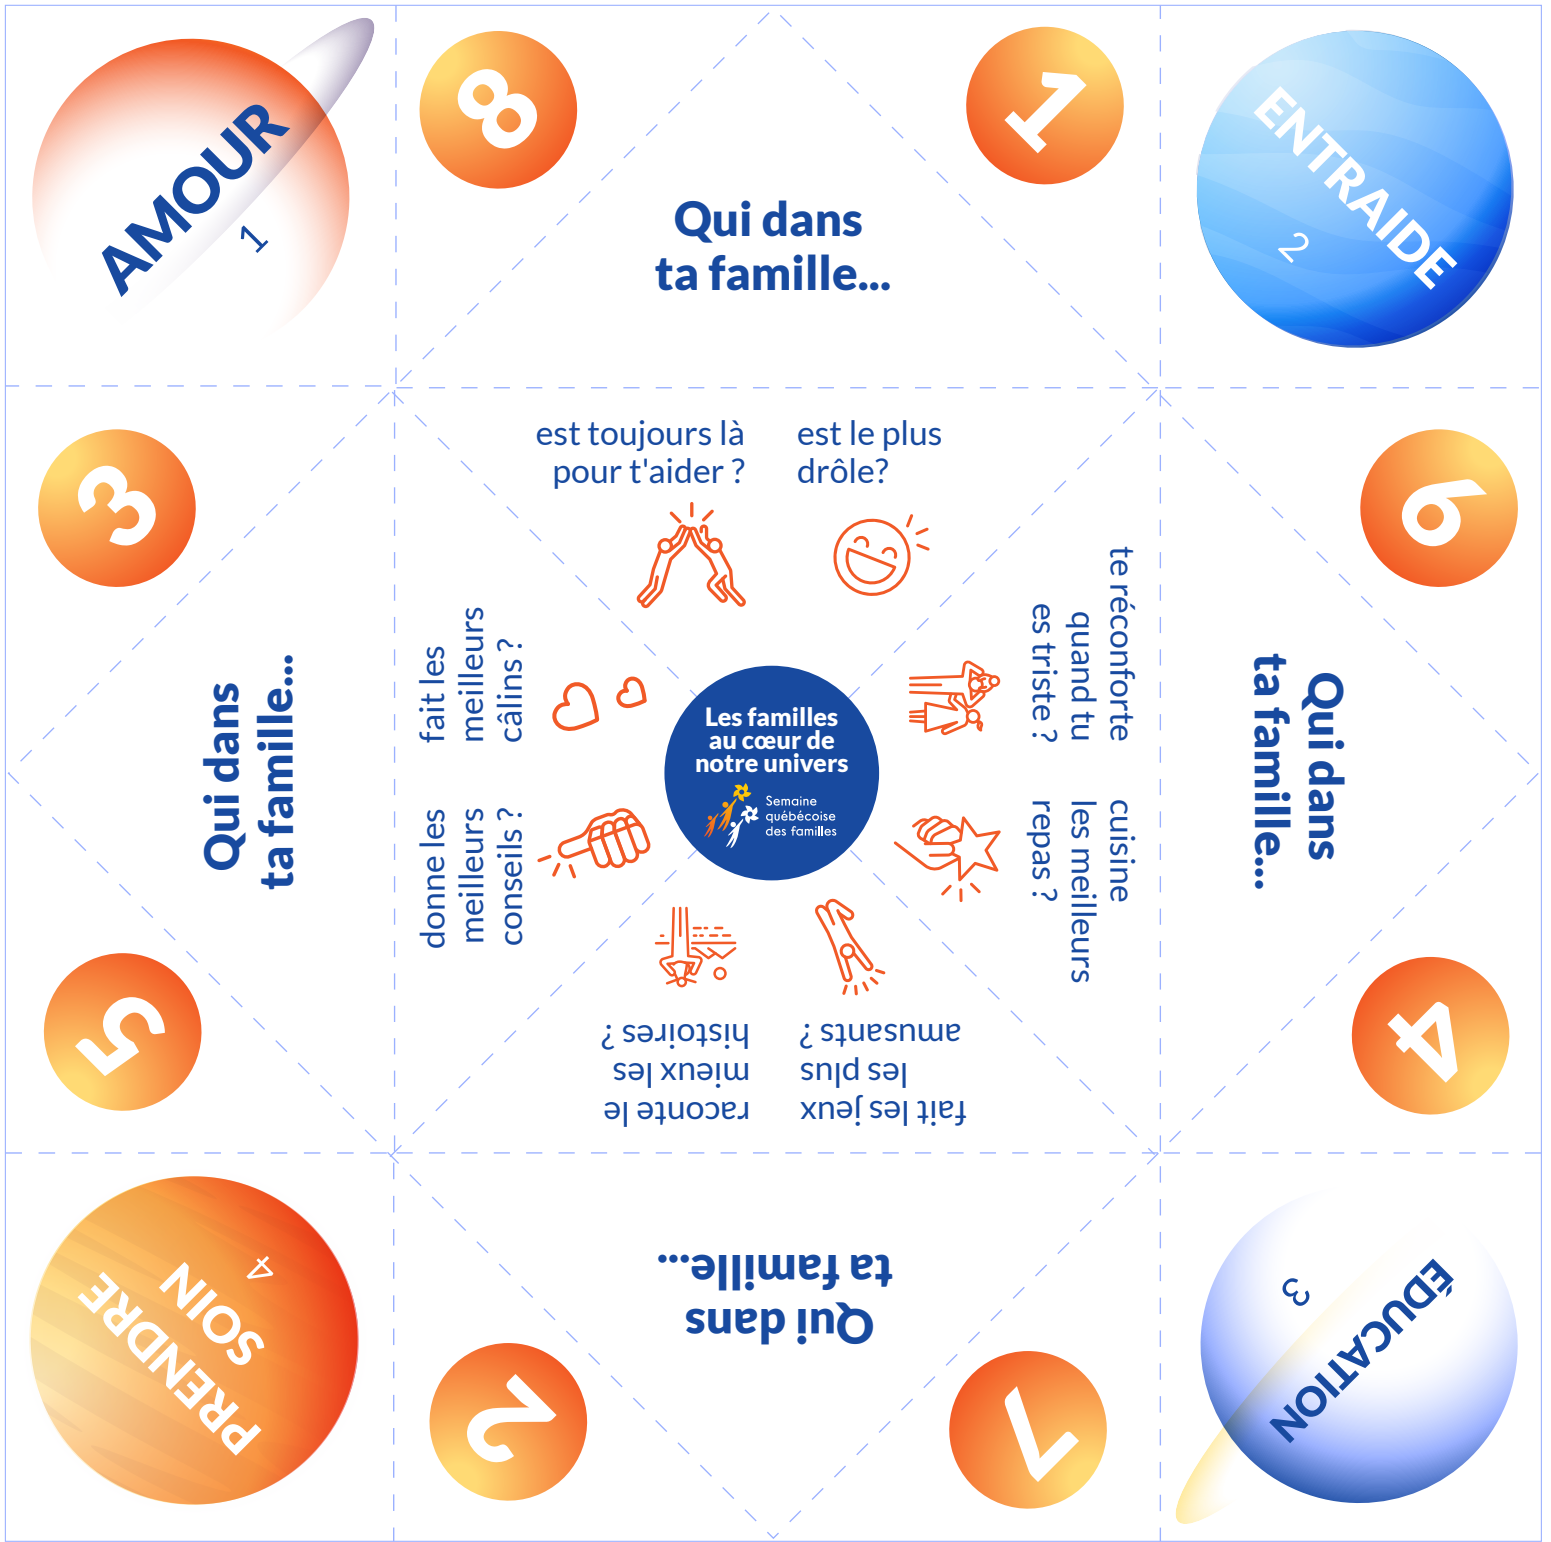 AMOUR
1
8
1
ENTRAIDE
2
Qui dans
ta famille...
3
est toujours là
pour t'aider ?
est le plus
drôle?
6
Qui dans
ta famille...
fait les
meilleurs
câlins ?
te réconforte
quand tu
es triste ?
Qui dans
ta famille...
Les familles
au cœur de
notre univers
Semaine
québécoise
des familles
donne les
meilleurs
conseils ?
cuisine
les meilleurs
repas ?
5
raconte le
mieux les
histoires ?
fait les jeux
les plus
amusants ?
4
PRENDRE
SOIN
4
2
Qui dans
ta famille...
7
ÉDUCATION
3